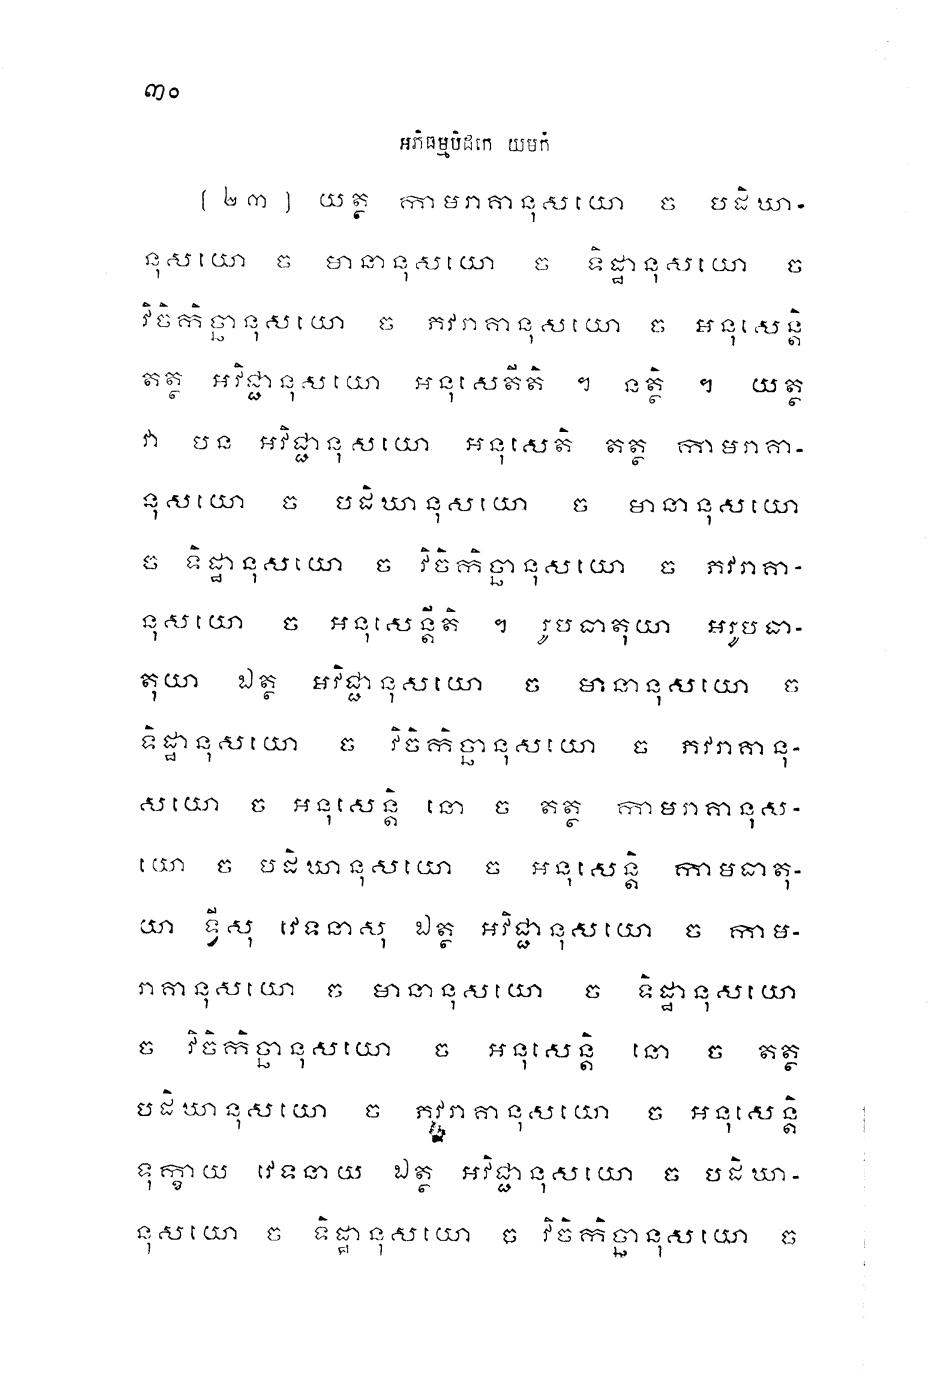 ៣០
អភិធម្មបិដកេ យមកំ
[២៣] យត្ថ កាមរាគានុសយោ ច បដិឃា-
នុសយោ ច មានានុសយោ ច ទិដ្ឋានុសយោ ច
វិចិកិច្ឆានុសយោ ច ភវរាគានុសយោ ច អនុសេន្តិ
តត្ថ អវិជ្ជានុសយោ អនុសេតីតិ ។ នត្ថិ ។ យត្ថ
វា បន អវិជ្ជានុសយោ អនុសេតិ តត្ថ កាមរាគា-
នុសយោ ច បដិឃានុសយោ ច មានានុសយោ
ច ទិដ្ឋានុសយោ ច វិចិកិច្ឆានុសយោ ច ភវរាគា-
នុសយោ ច អនុសេន្តីតិ ។ រូបធាតុយា អរូបធា-
តុយា ឯត្ថ អវិជ្ជានុសយោ ច មានានុសយោ ច
ទិដ្ឋានុសយោ ច វិចិកិច្ឆានុសយោ ច ភវរាគានុ-
សយោ ច អនុសេន្តិ នោ ច តត្ថ កាមរាគានុស-
យោ ច បដិឃានុសយោ ច អនុសេន្តិ កាមធាតុ-
យា ទ្វីសុ វេទនាសុ ឯត្ថ អវិជ្ជានុសយោ ច កាម-
រាគានុសយោ ច មានានុសយោ ច ទិដ្ឋានុសយោ
ច វិចិកិច្ឆានុសយោ ច អនុសេន្តិ នោ ច តត្ថ
បដិឃានុសយោ ច ភវរាគានុសយោ ច អនុសេន្តិ
ទុក្ខាយ វេទនាយ ឯត្ថ អវិជ្ជានុសយោ ច បដិឃា-
នុសយោ ច ទិដ្ឋានុសយោ ច វិចិកិច្ឆានុសយោ ច